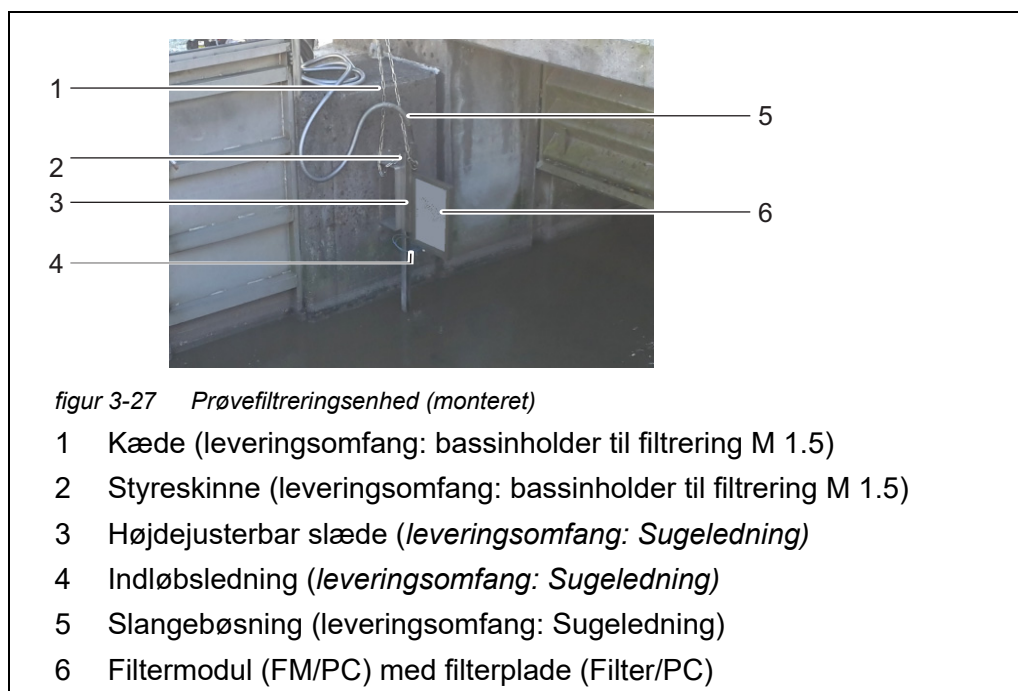 1
2
3
4
5
6
figur 3-27 Prøvefiltreringsenhed (monteret)
1 Kæde (leveringsomfang: bassinholder til filtrering M 1.5)
2 Styreskinne (leveringsomfang: bassinholder til filtrering M 1.5)
3 Højdejusterbar slæde (leveringsomfang: Sugeledning)
4 Indløbsledning (leveringsomfang: Sugeledning)
5 Slangebøsning (leveringsomfang: Sugeledning)
6 Filtermodul (FM/PC) med filterplade (Filter/PC)